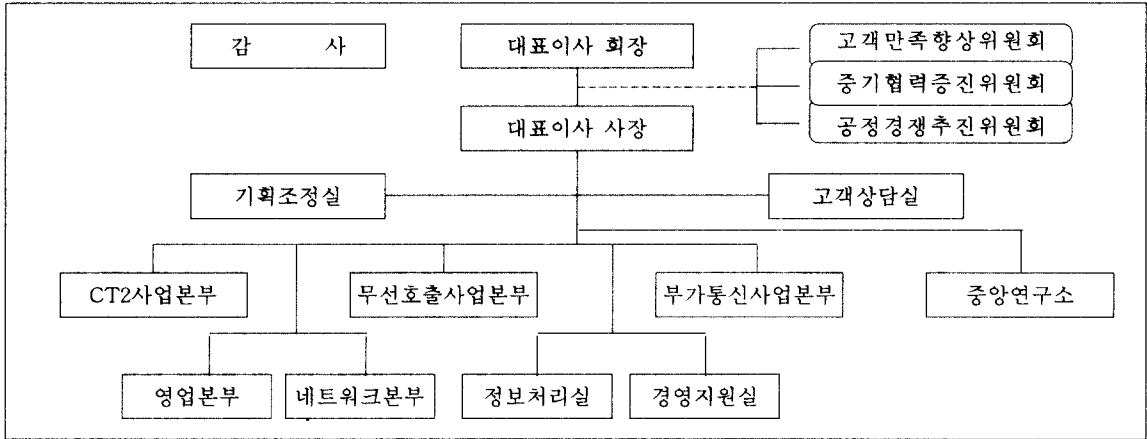 감 사
대표이사 회장
고객만족향상위원회
중기협력증진위원회
대표이사 사장
공정경쟁추진위원회
기획조정실
고객상담실
CT2사업본부
무선호출사업본부
부가통신사업본부
중앙연구소
영업본부
네트워크본부
정보처리실
경영지원실